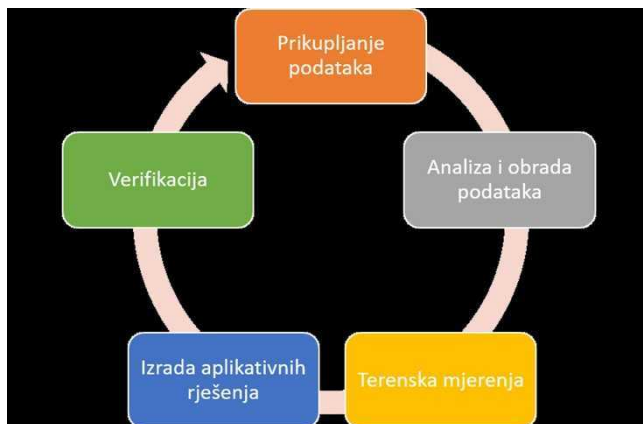 Prikupljanje
podataka
Analiza i obrada
podataka
Terenska mjerenja
Izrada aplikativnih
rješenja
Verifikacija